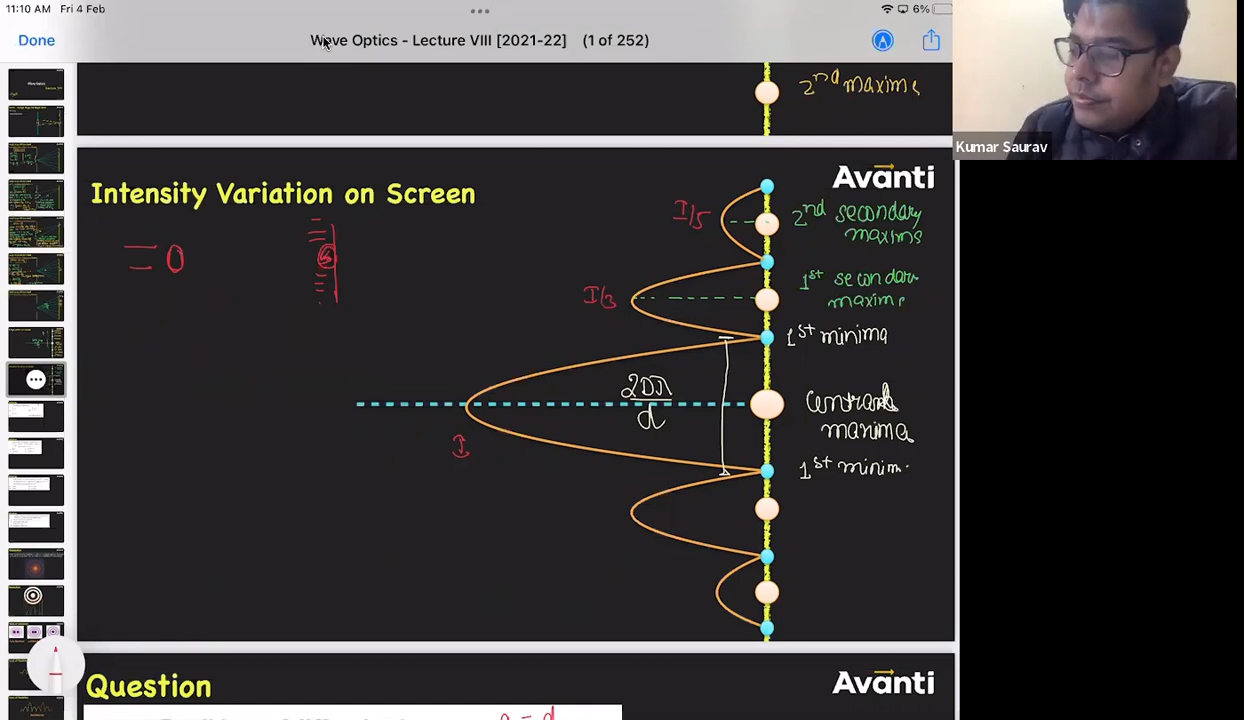 11:10 AM Fri 4 Feb
6%
Done
Wave Optics - Lecture VIII [2021-22] (1 of 252)
2nd maxima
Kumar Saurav
Intensity Variation on Screen
Avanti
= 0
I/5
2nd secondary
maxima
I/3
1st secondar
maxima
1st minima
2Dλ
d
central
maxima
I
1st minim
Question
Avanti
a = d